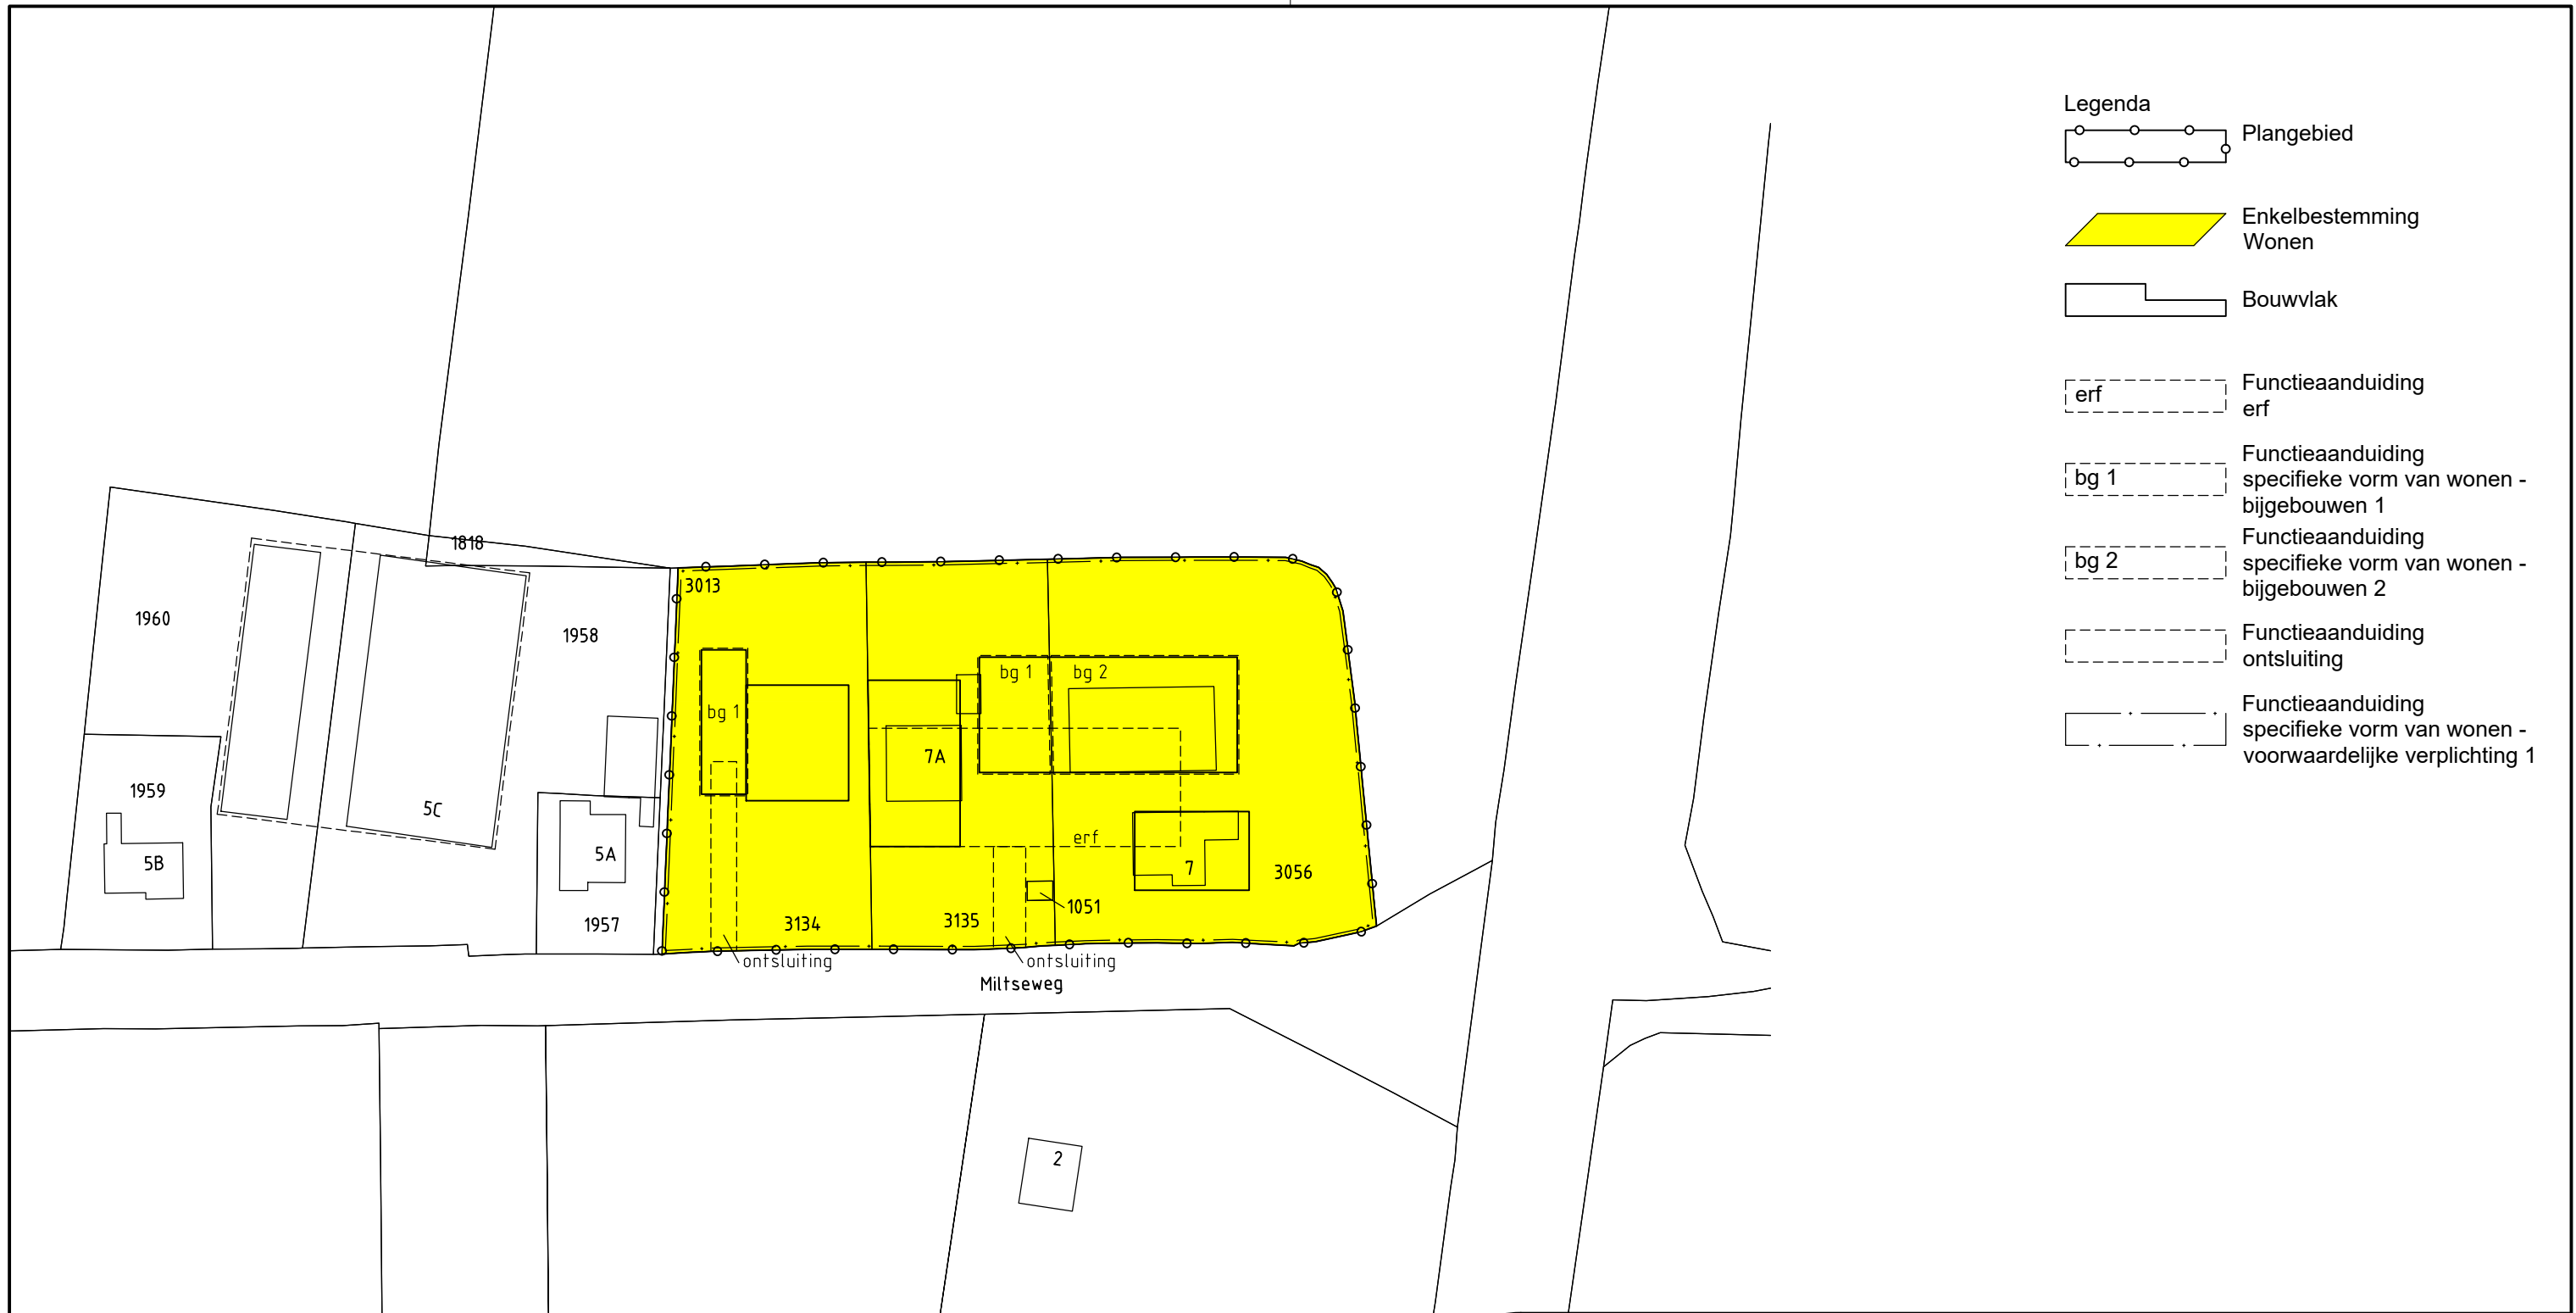 1818
3013
1960
1958
bg 1
bg 2
bg 1
7A
1959
5C
erf
5A
5B
7
3056
1051
3134
3135
1957
ontsluiting
ontsluiting
Miltseweg
2
Legenda
Plangebied
Enkelbestemming
Wonen
Bouwvlak
erf
Functieaanduiding
erf
bg 1
Functieaanduiding
specifieke vorm van wonen -
bijgebouwen 1
bg 2
Functieaanduiding
specifieke vorm van wonen -
bijgebouwen 2
Functieaanduiding
ontsluiting
Functieaanduiding
specifieke vorm van wonen -
voorwaardelijke verplichting 1